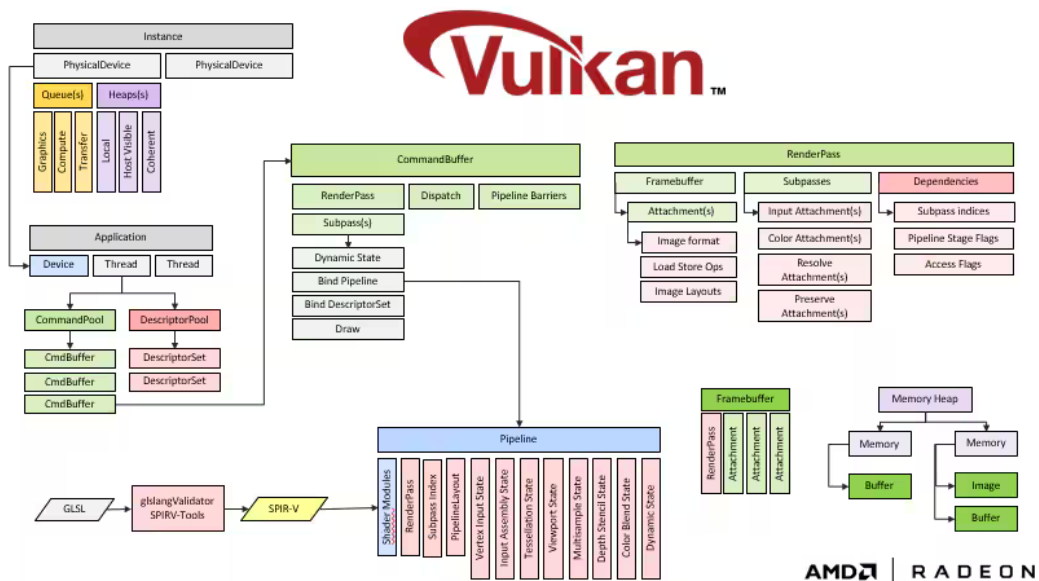 Vulkan TM
Instance
PhysicalDevice
PhysicalDevice
Queue(s)
Heaps(s)
Graphics
Compute
Transfer
Local
Host Visible
Coherent
Application
Device
Thread
Thread
CommandPool
DescriptorPool
CmdBuffer
CmdBuffer
CmdBuffer
DescriptorSet
DescriptorSet
CommandBuffer
RenderPass
Dispatch
Pipeline Barriers
Subpass(s)
Dynamic State
Bind Pipeline
Bind DescriptorSet
Draw
RenderPass
Framebuffer
Subpasses
Dependencies
Attachment(s)
Image format
Load Store Ops
Image Layouts
Input Attachment(s)
Color Attachment(s)
Resolve
Attachment(s)
Preserve
Attachment(s)
Subpass indices
Pipeline Stage Flags
Access Flags
Framebuffer
RenderPass
Attachment
Attachment
Attachment
Memory Heap
Memory
Memory
Buffer
Image
Buffer
GLSL
glslangValidator
SPIRV-Tools
SPIR-V
Pipeline
Shader Modules
RenderPass
Subpass Index
PipelineLayout
Vertex Input State
Input Assembly State
Tessellation State
Viewport State
Multisample State
Depth Stencil State
Color Blend State
Dynamic State
AMD RADEON